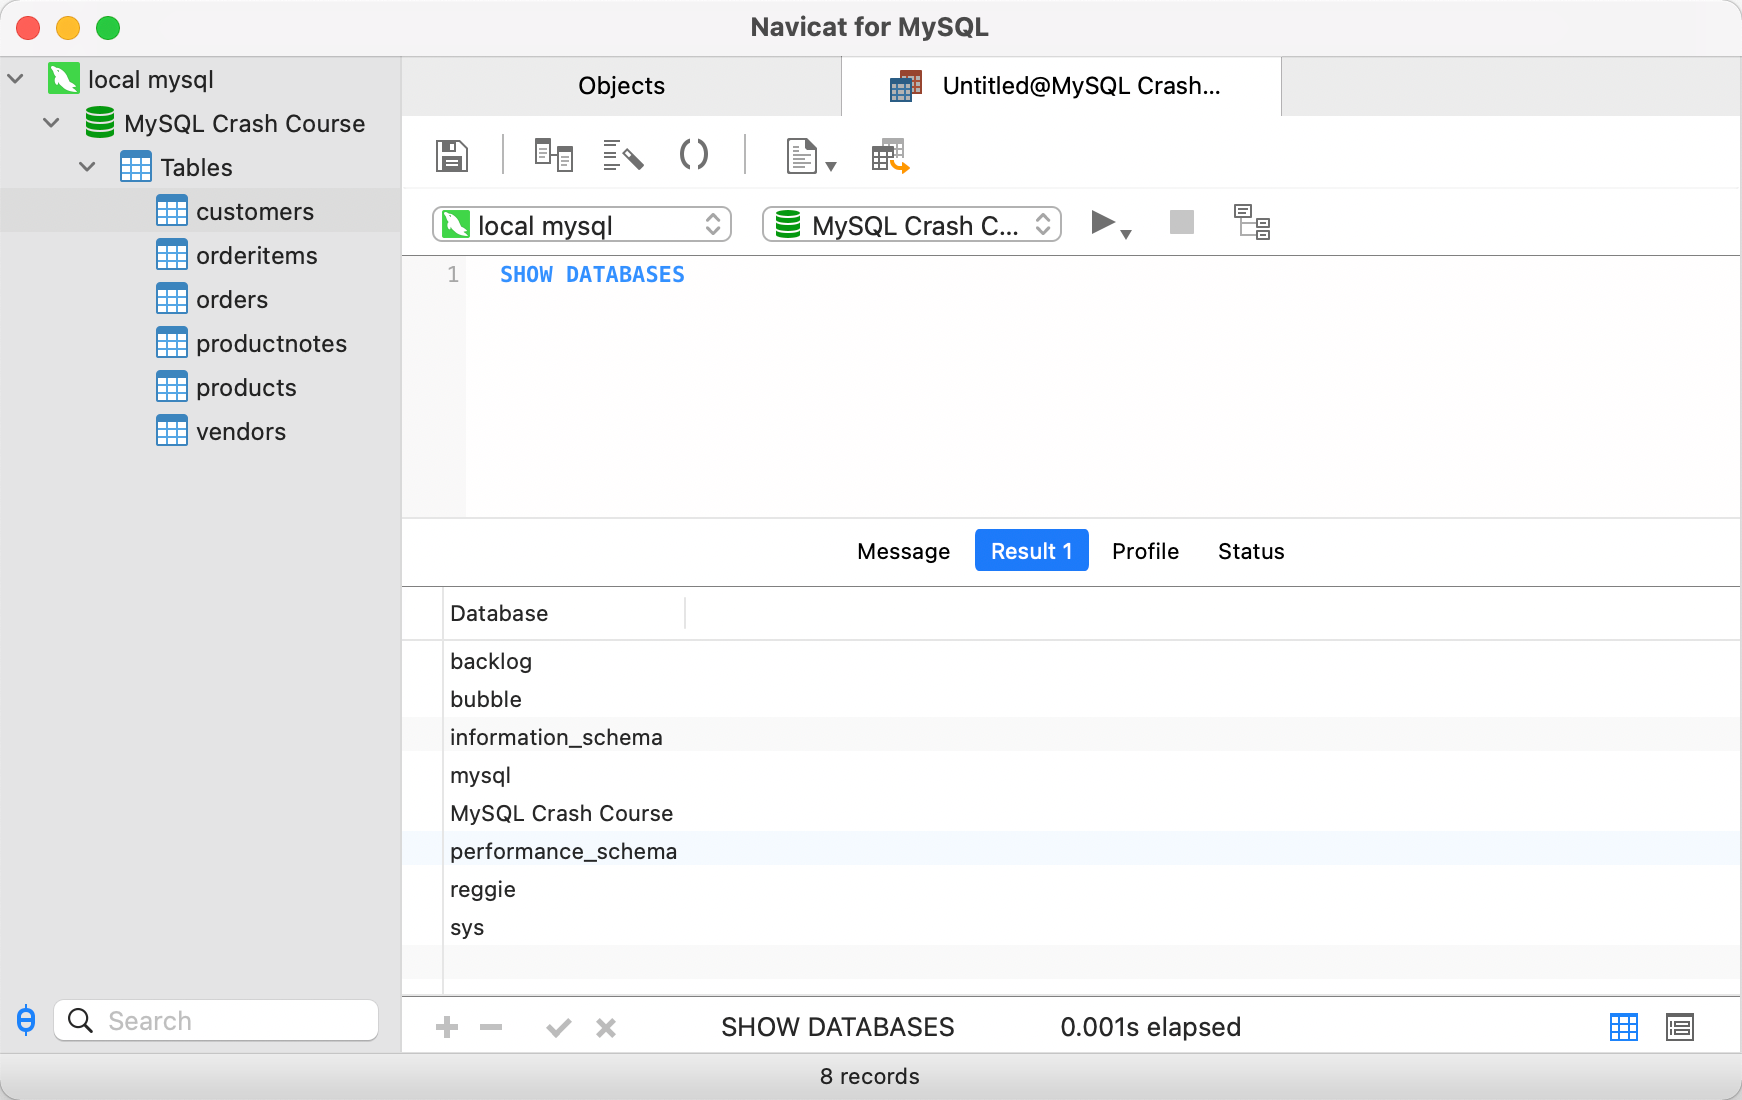 Navicat for MySQL
local mysql
MySQL Crash Course
Tables
customers
orderitems
orders
productnotes
products
vendors
Search
Objects
Untitled@MySQL Crash...
local mysql
MySQL Crash C...
1 SHOW DATABASES
Message Result 1 Profile Status
Database
backlog
bubble
information_schema
mysql
MySQL Crash Course
performance_schema
reggie
sys
SHOW DATABASES 0.001s elapsed
8 records